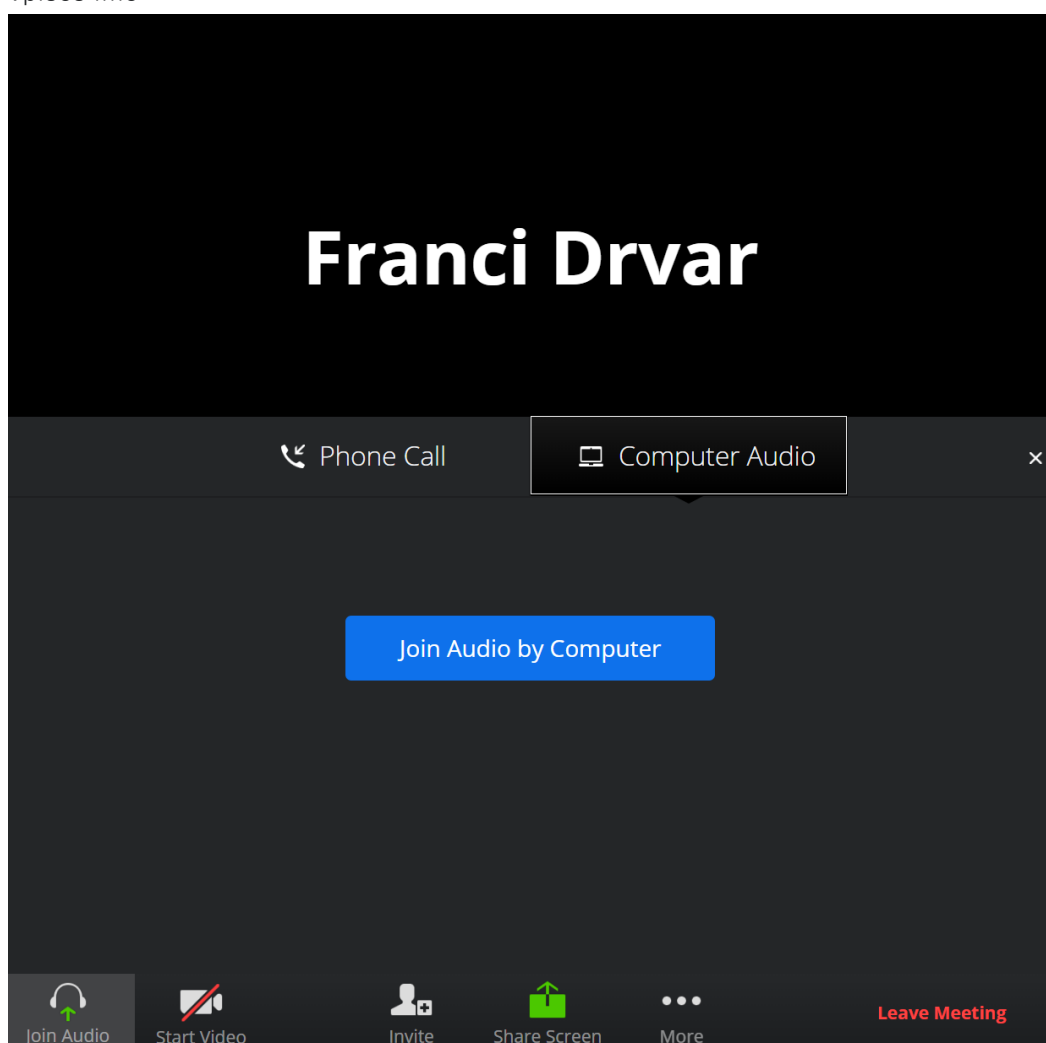 Franci Drvar
Phone Call
Computer Audio
Join Audio by Computer
Join Audio
Start Video
Invite
Share Screen
More
Leave Meeting